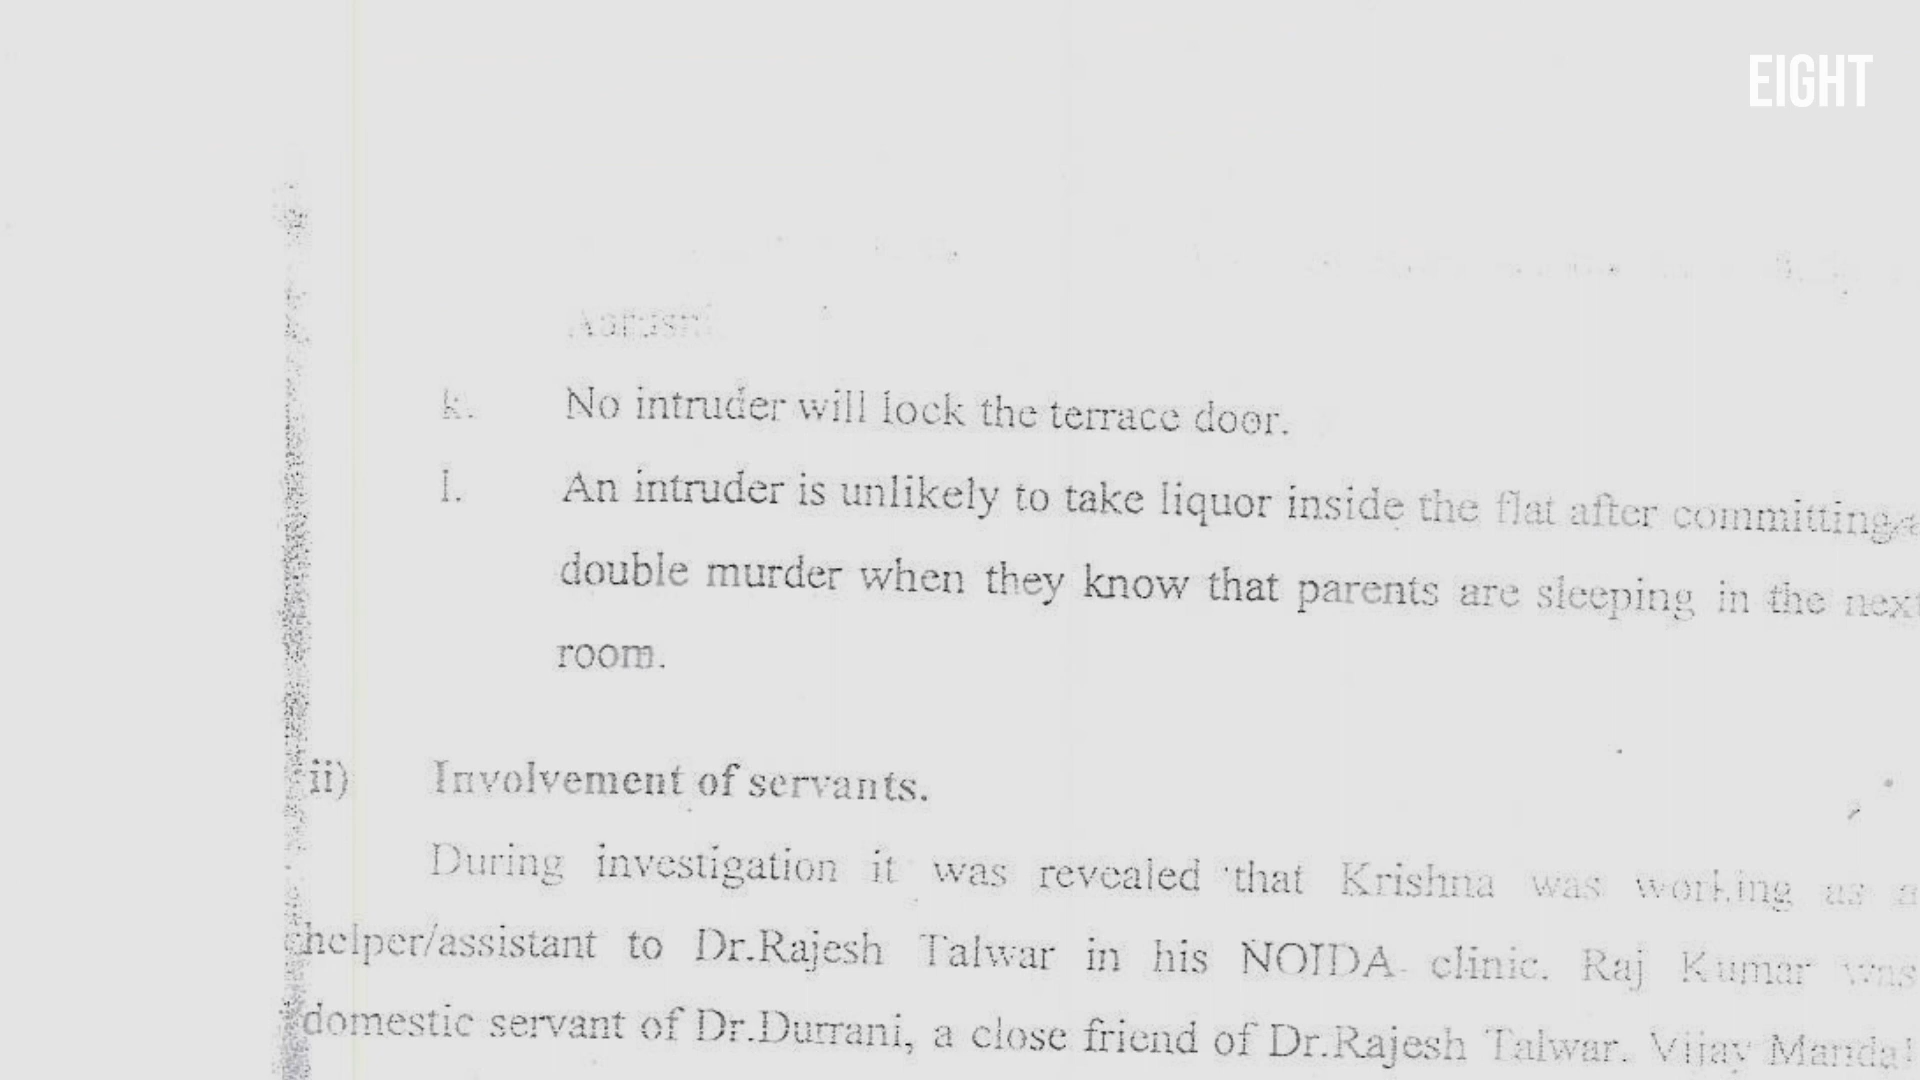 EIGHT
k. No intruder will lock the terrace door.
l. An intruder is unlikely to take liquor inside the flat after committing a
double murder when they know that parents are sleeping in the next
room.
ii) Involvement of servants.
During investigation it was revealed that Krishna was working as a
helper/assistant to Dr.Rajesh Talwar in his NOIDA clinic. Raj Kumar was
domestic servant of Dr.Durrani, a close friend of Dr.Rajesh Talwar. Vijay Mandal